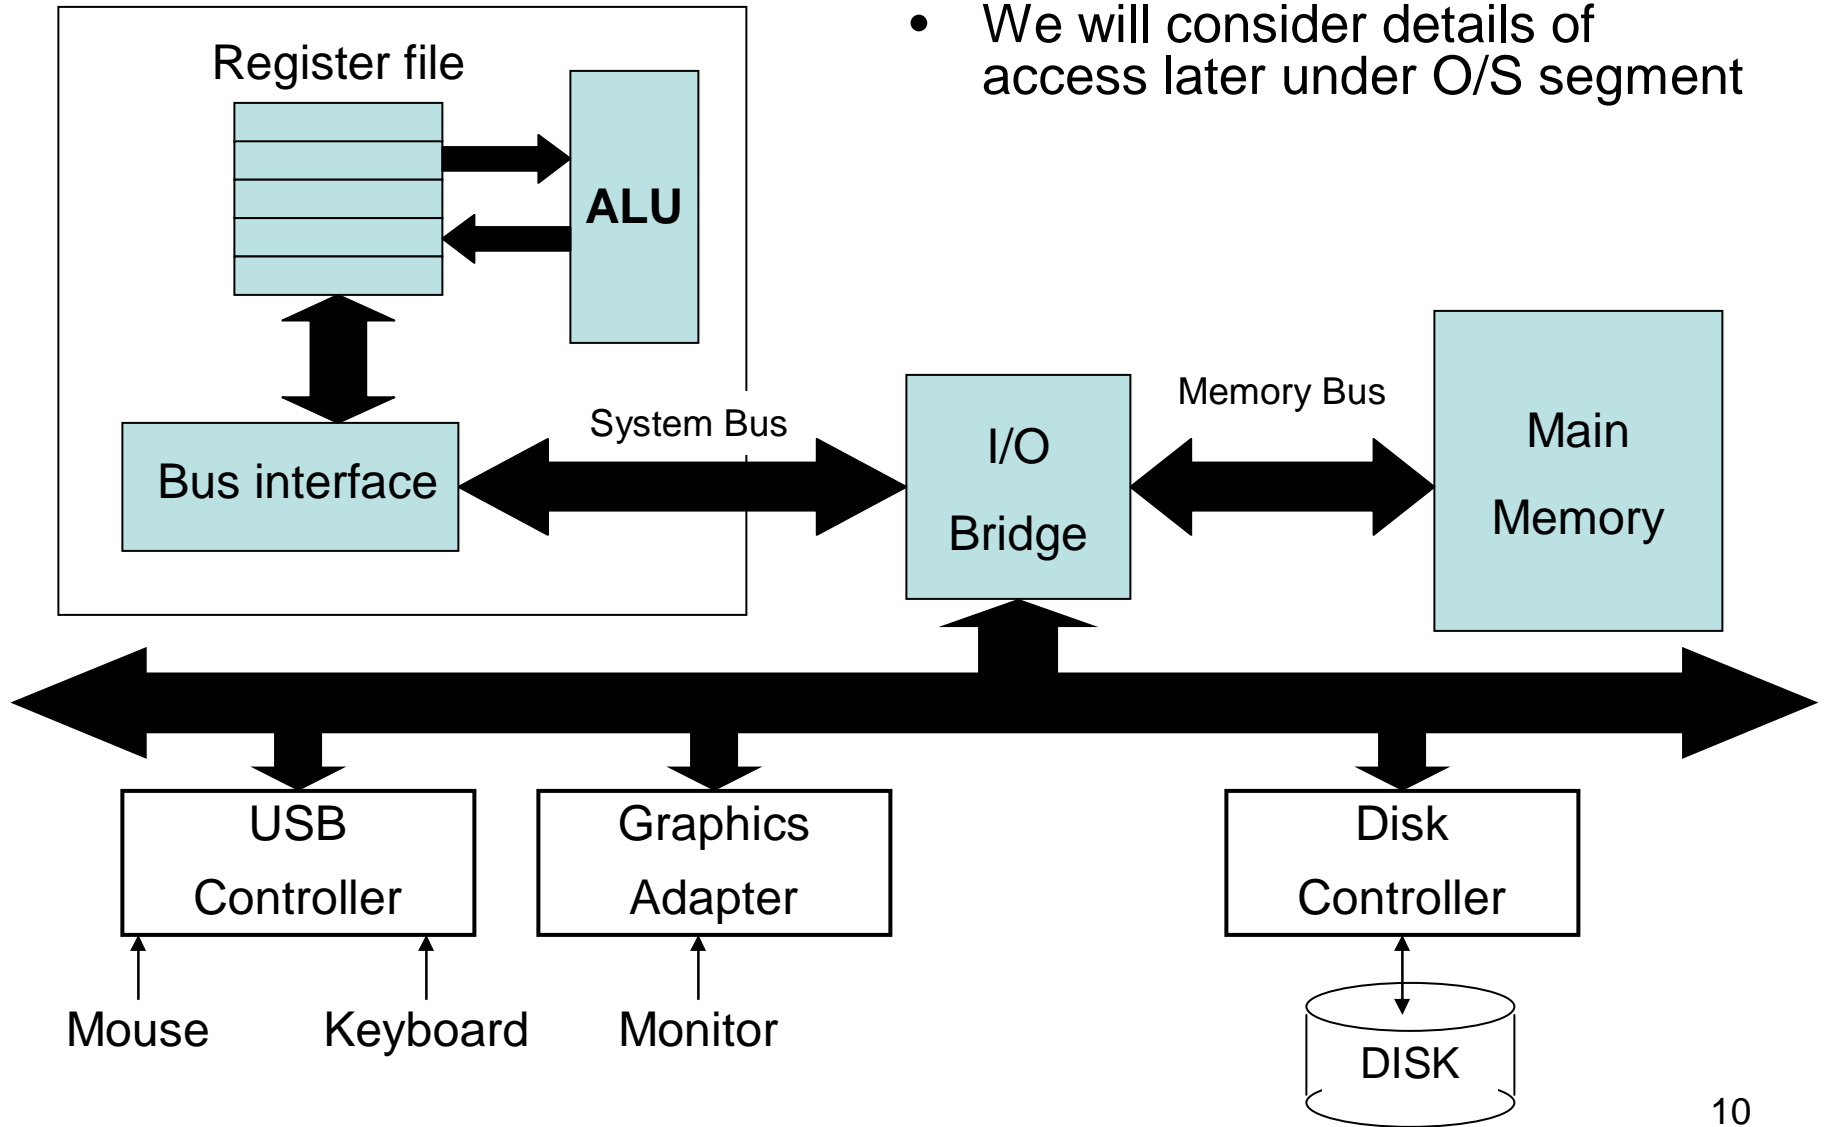 • We will consider details of
access later under O/S segment
Register file
ALU
Bus interface
System Bus
I/O
Bridge
Memory Bus
Main
Memory
USB
Controller
Graphics
Adapter
Disk
Controller
Mouse
Keyboard
Monitor
DISK
10